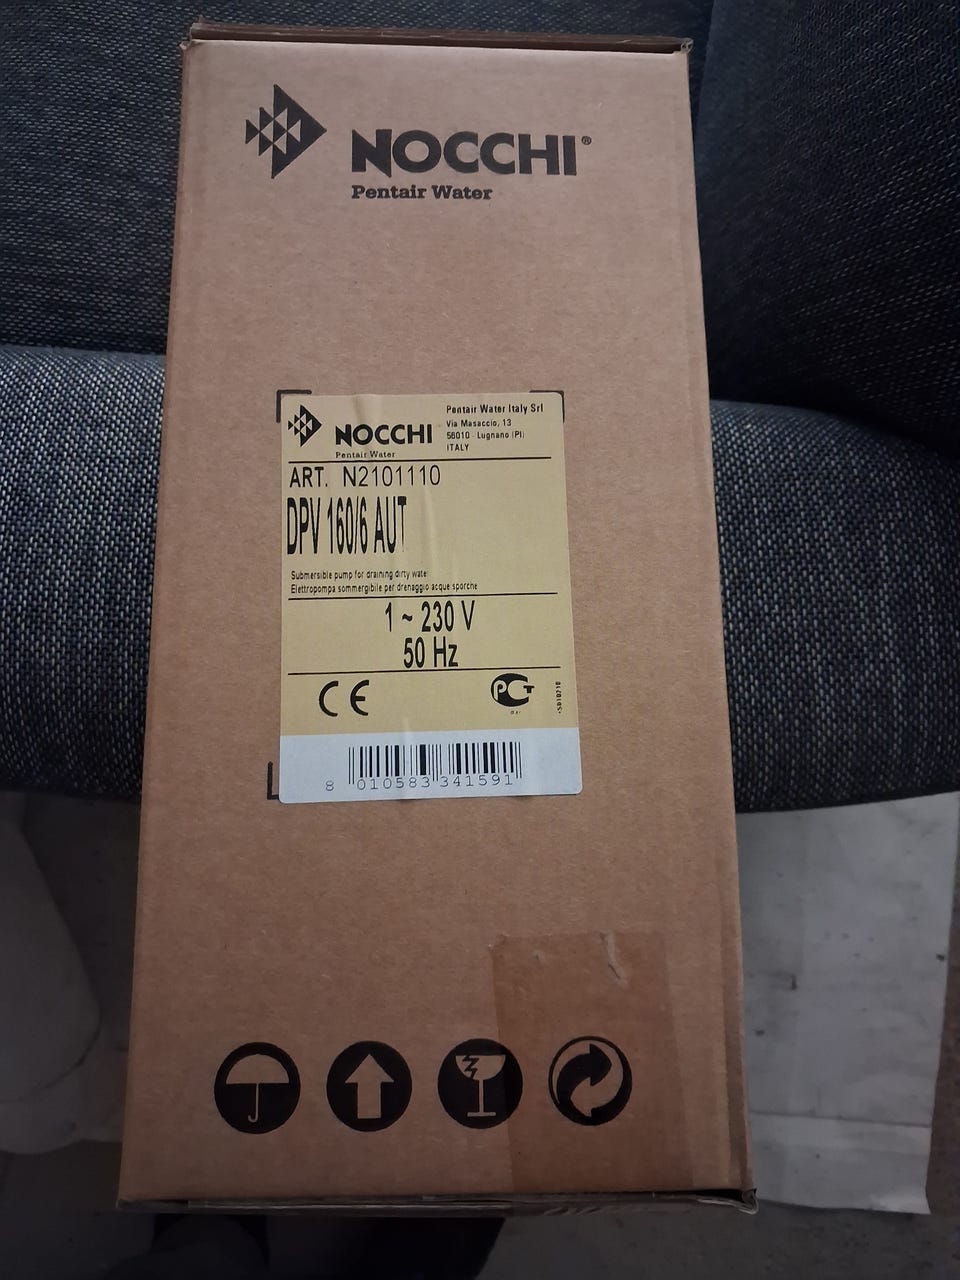 NOCCHI®
Pentair Water
NOCCHI
Pentair Water
Pentair Water Italy Srl
Via Masaccio, 13
56010 - Lugnano (PI)
ITALY
ART. N2101110
DPV 160/6 AUT
Submersible pump for draining dirty water
Elettropompa sommergibile per drenaggio acque sporche
1 ~ 230 V
50 Hz
CE
PCT
8 010583 341591